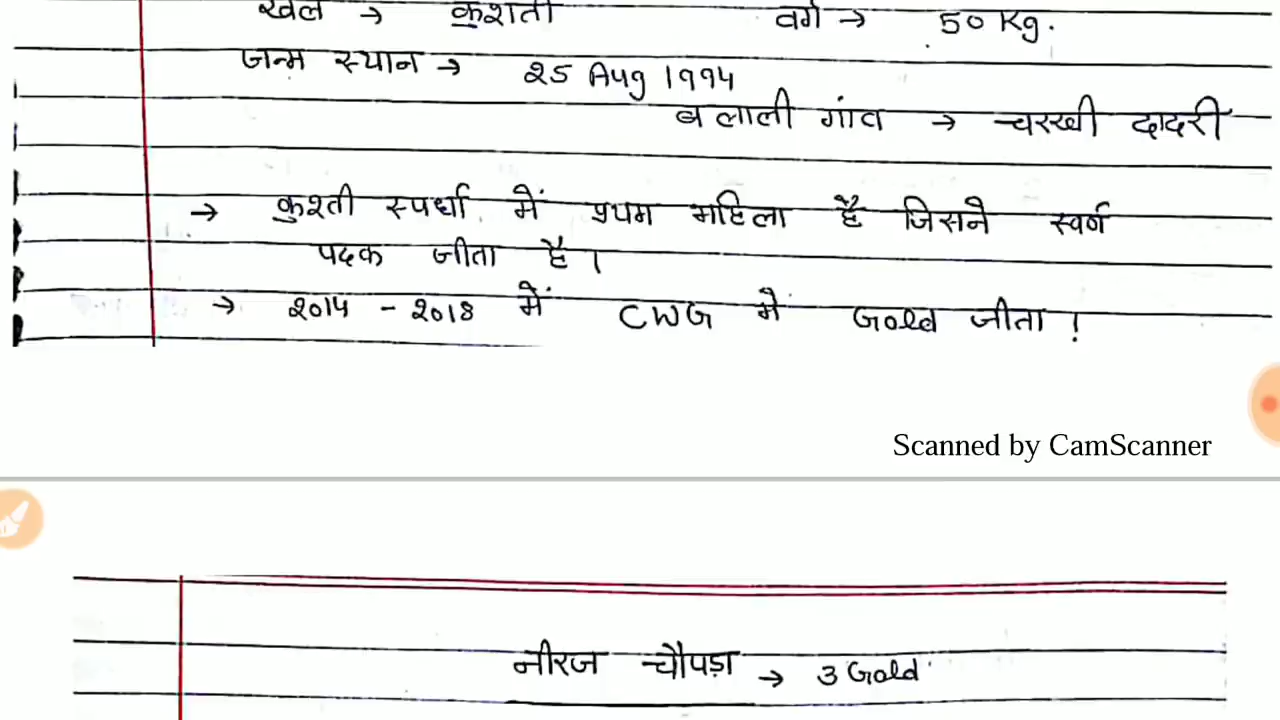 खेल → कुशती वर्ग → 50 Kg.
जन्म स्थान → 25 Aug 1994
बलाली गांव → चरखी दादरी
→ कुश्ती स्पर्धा में प्रथम महिला है जिसने स्वर्ण
पदक जीता है।
→ 2014 - 2018 में CWG में Gold जीता !
Scanned by CamScanner
नीरज चौपड़ा → 3 Gold